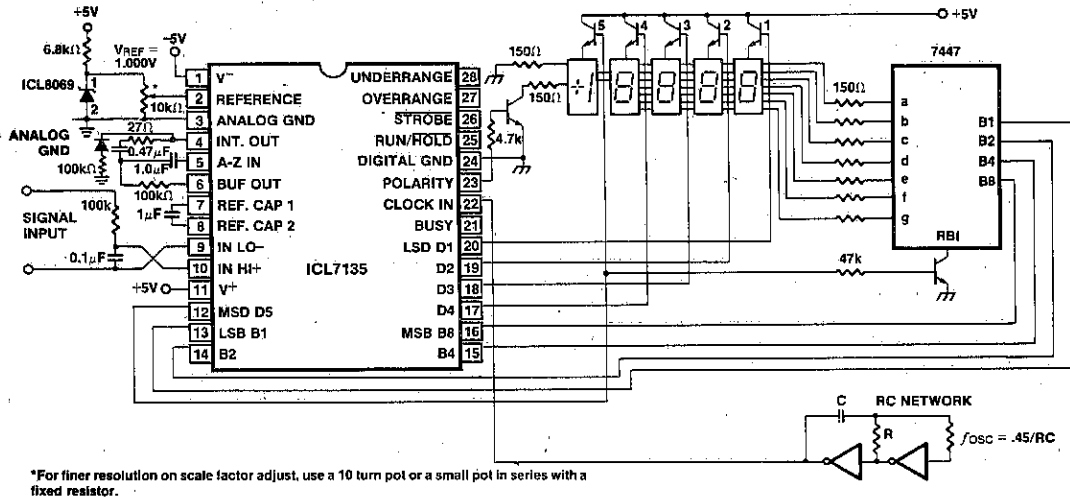 +5V
6.8kΩ
VREF =
1.000V
-5V
ICL8069
1
2
*
10kΩ
ANALOG
GND
27Ω
0.47µF
1.0µF
100kΩ
100kΩ
100k
1µF
SIGNAL
INPUT
0.1µF
+5V
1 V−
2 REFERENCE
3 ANALOG GND
4 INT. OUT
5 A-Z IN
6 BUF OUT
7 REF. CAP 1
8 REF. CAP 2
9 IN LO−
10 IN HI+
11 V+
12 MSD D5
13 LSB B1
14 B2
ICL7135
UNDERRANGE 28
OVERRANGE 27
STROBE 26
RUN/HOLD 25
DIGITAL GND 24
POLARITY 23
CLOCK IN 22
BUSY 21
LSD D1 20
D2 19
D3 18
D4 17
MSB B8 16
B4 15
150Ω
150Ω
4.7k
5
4
3
2
1
+5V
150Ω
47k
7447
a
b
c
d
e
f
g
B1
B2
B4
B8
RBI
C
RC NETWORK
R
fOSC = .45/RC
*For finer resolution on scale factor adjust, use a 10 turn pot or a small pot in series with a
fixed resistor.